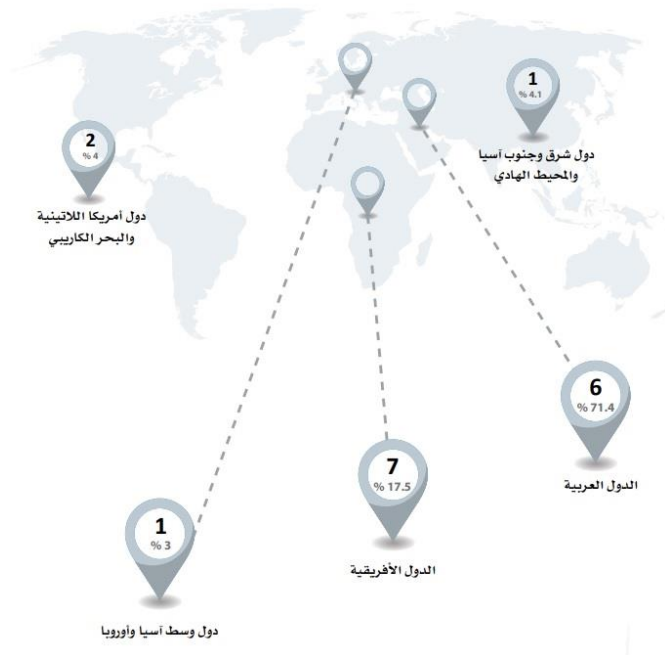 1
% 4.1
دول شرق وجنوب آسيا
والمحيط الهادي
2
% 4
دول أمريكا اللاتينية
والبحر الكاريبي
6
% 71.4
الدول العربية
7
% 17.5
الدول الأفريقية
1
% 3
دول وسط آسيا وأوروبا